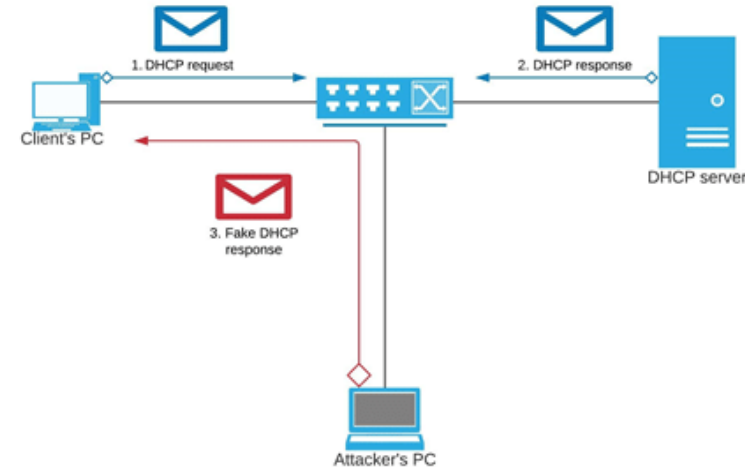 1. DHCP request
2. DHCP response
Client's PC
DHCP server
3. Fake DHCP
response
Attacker's PC